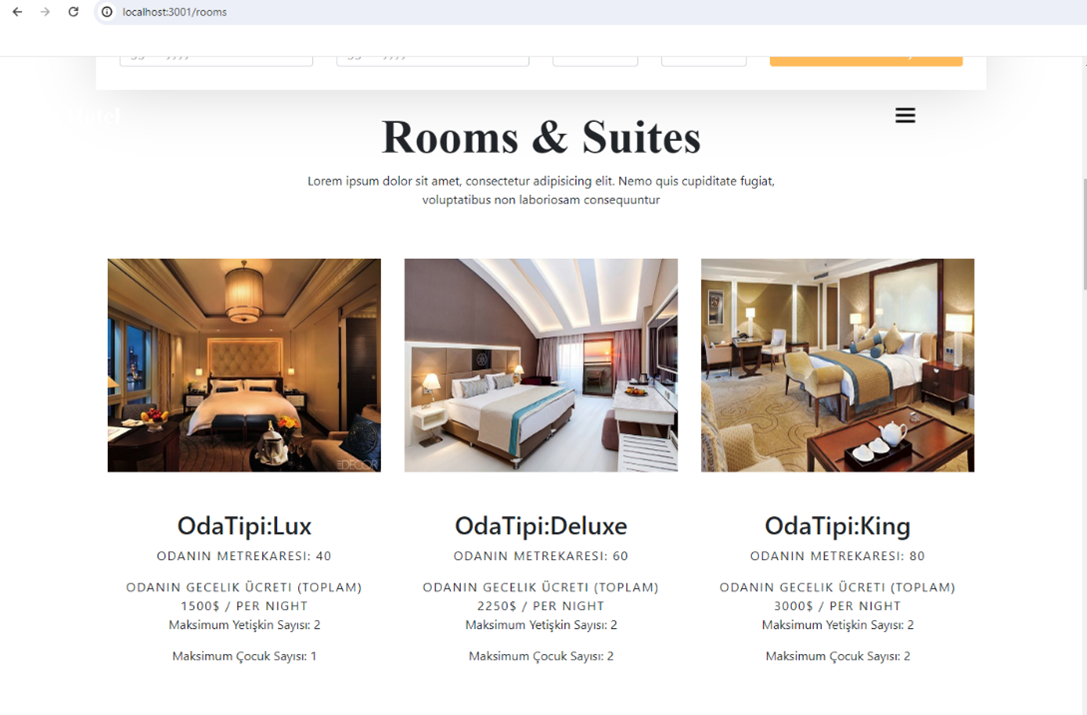 localhost:3001/rooms
Rooms & Suites
Lorem ipsum dolor sit amet, consectetur adipisicing elit. Nemo quis cupiditate fugiat,
voluptatibus non laboriosam consequuntur
DECOR
OdaTipi:Lux
ODANIN METREKARESI: 40
ODANIN GECELIK ÜCRETI (TOPLAM)
1500$ / PER NIGHT
Maksimum Yetişkin Sayısı: 2
Maksimum Çocuk Sayısı: 1
OdaTipi:Deluxe
ODANIN METREKARESI: 60
ODANIN GECELIK ÜCRETI (TOPLAM)
2250$ / PER NIGHT
Maksimum Yetişkin Sayısı: 2
Maksimum Çocuk Sayısı: 2
OdaTipi:King
ODANIN METREKARESI: 80
ODANIN GECELIK ÜCRETI (TOPLAM)
3000$ / PER NIGHT
Maksimum Yetişkin Sayısı: 2
Maksimum Çocuk Sayısı: 2